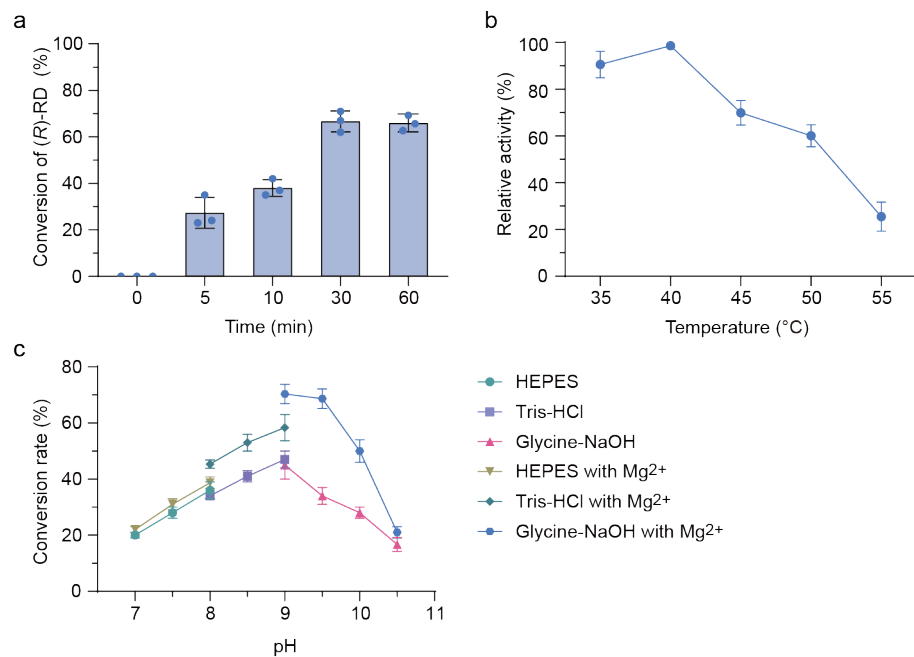 a
Conversion of (R)-RD (%)
100
80
60
40
20
0
0 5 10 30 60
Time (min)
b
Relative activity (%)
100
80
60
40
20
0
35 40 45 50 55
Temperature (°C)
c
Conversion rate (%)
80
60
40
20
0
7 8 9 10 11
pH
HEPES
Tris-HCl
Glycine-NaOH
HEPES with Mg2+
Tris-HCl with Mg2+
Glycine-NaOH with Mg2+